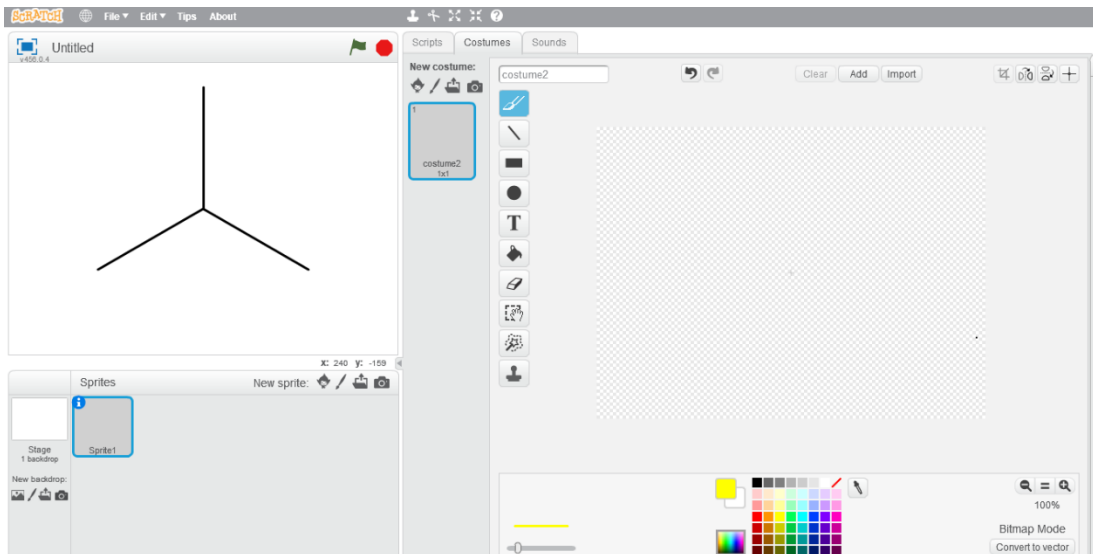 SCRATCH File Edit Tips About
Untitled
v456.0.4
Scripts Costumes Sounds
New costume:
1
costume2
1x1
costume2
Clear Add Import
T
X: 240 y: -159
Sprites New sprite:
Stage
1 backdrop
New backdrop:
Sprite1
100%
Bitmap Mode
Convert to vector